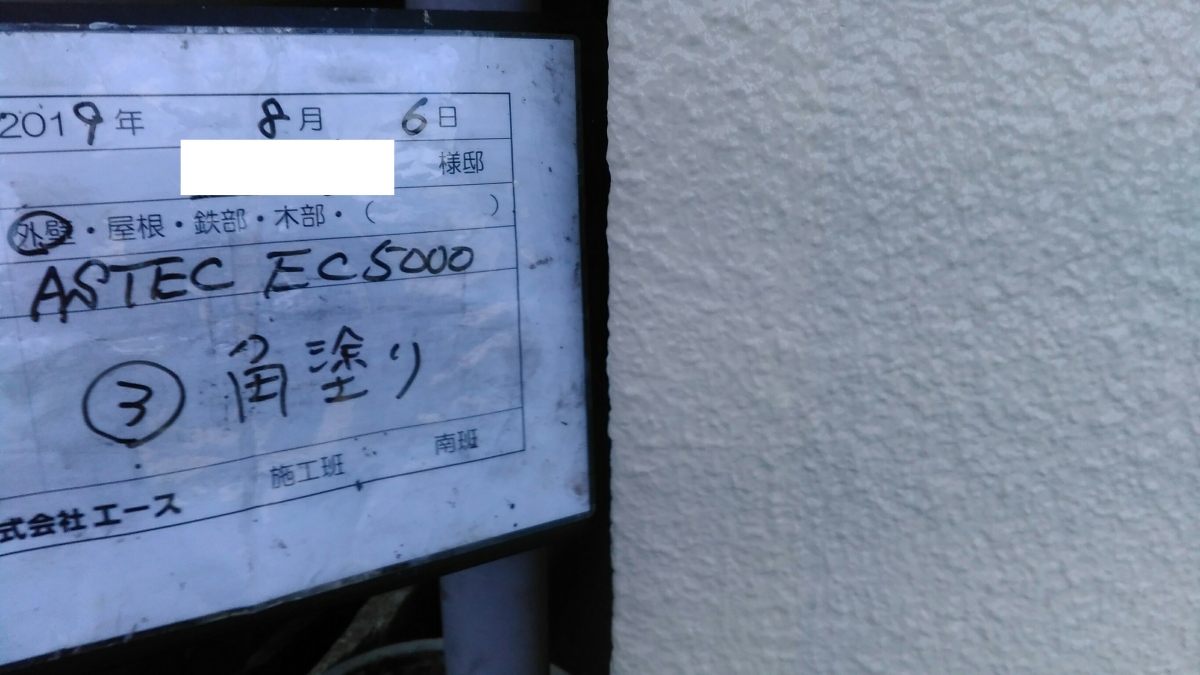 2019年 8月 6日
様邸
外壁・屋根・鉄部・木部・（ ）
ASTEC EC5000
③ 角塗り
施工班 南班
式会社エース